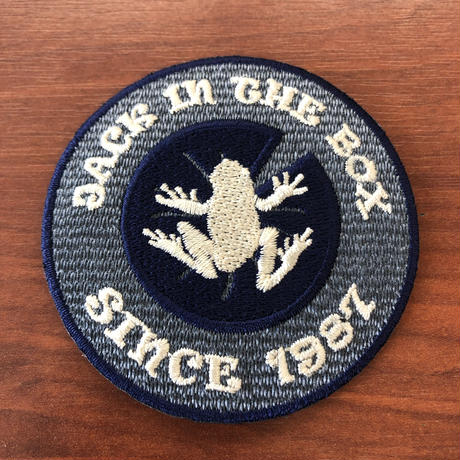 JACK IN THE BOX
SINCE 1987